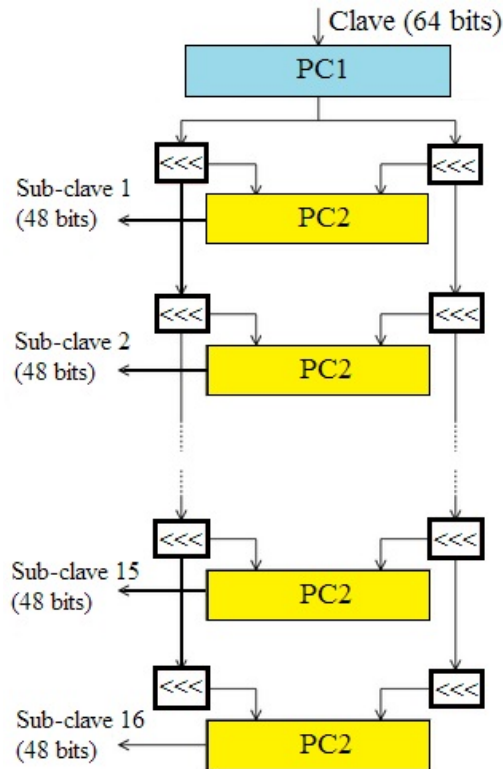 Clave (64 bits)
PC1
<<<
<<<
Sub-clave 1
(48 bits)
PC2
<<<
<<<
Sub-clave 2
(48 bits)
PC2
<<<
<<<
Sub-clave 15
(48 bits)
PC2
<<<
<<<
Sub-clave 16
(48 bits)
PC2